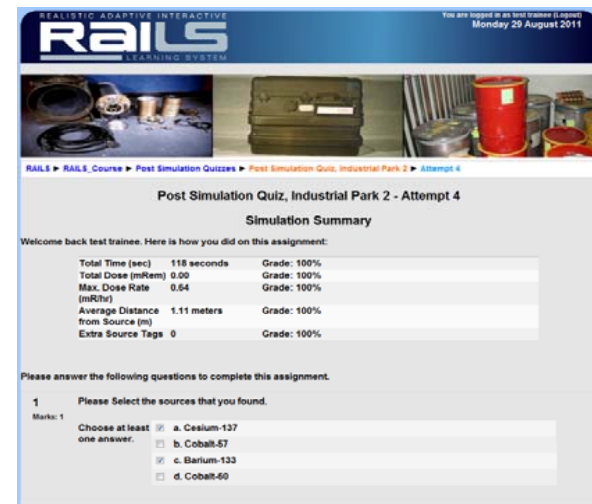 REALISTIC ADAPTIVE INTERACTIVE
RaiLS
LEARNING SYSTEM
You are logged in as test trainee (Logout)
Monday 29 August 2011
RAILS ► RAILS_Course ► Post Simulation Quizzes ► Post Simulation Quiz, Industrial Park 2 ► Attempt 4
Post Simulation Quiz, Industrial Park 2 - Attempt 4
Simulation Summary
Welcome back test trainee. Here is how you did on this assignment:
Total Time (sec) 118 seconds Grade: 100%
Total Dose (mRem) 0.00 Grade: 100%
Max. Dose Rate 0.64 Grade: 100%
(mR/hr)
Average Distance 1.11 meters Grade: 100%
from Source (m)
Extra Source Tags 0 Grade: 100%
Please answer the following questions to complete this assignment.
1 Please Select the sources that you found.
Marks: 1
Choose at least a. Cesium-137
one answer. b. Cobalt-57
c. Barium-133
d. Cobalt-60